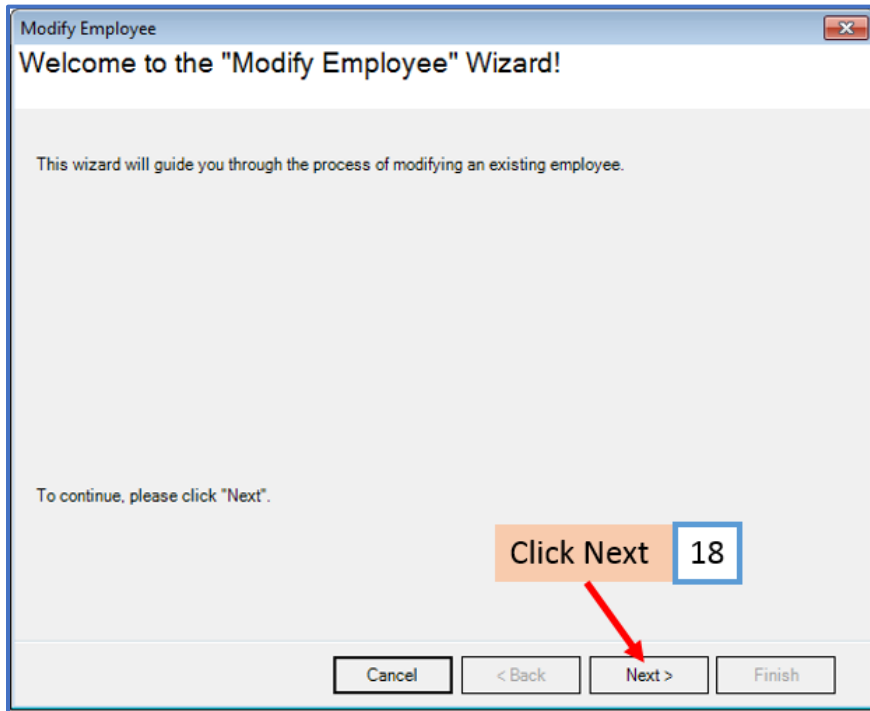 Modify Employee
Welcome to the "Modify Employee" Wizard!
This wizard will guide you through the process of modifying an existing employee.
To continue, please click "Next".
Click Next 18
Cancel < Back Next > Finish